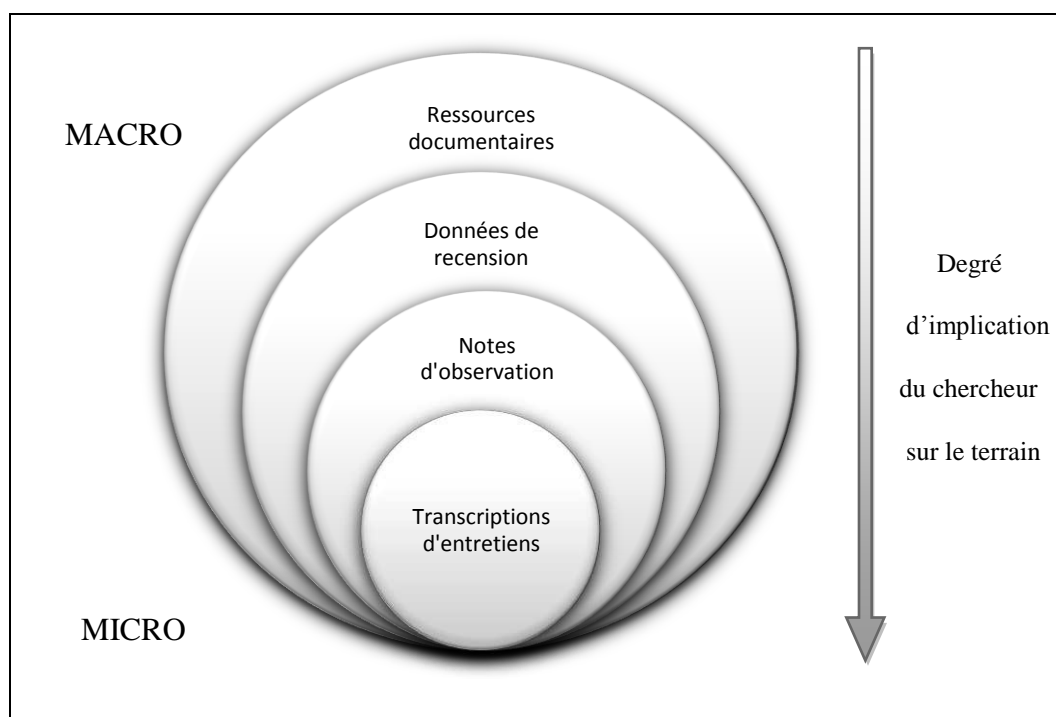 MACRO
Ressources
documentaires
Données de
recension
Notes
d'observation
Transcriptions
d'entretiens
MICRO
Degré
d’implication
du chercheur
sur le terrain